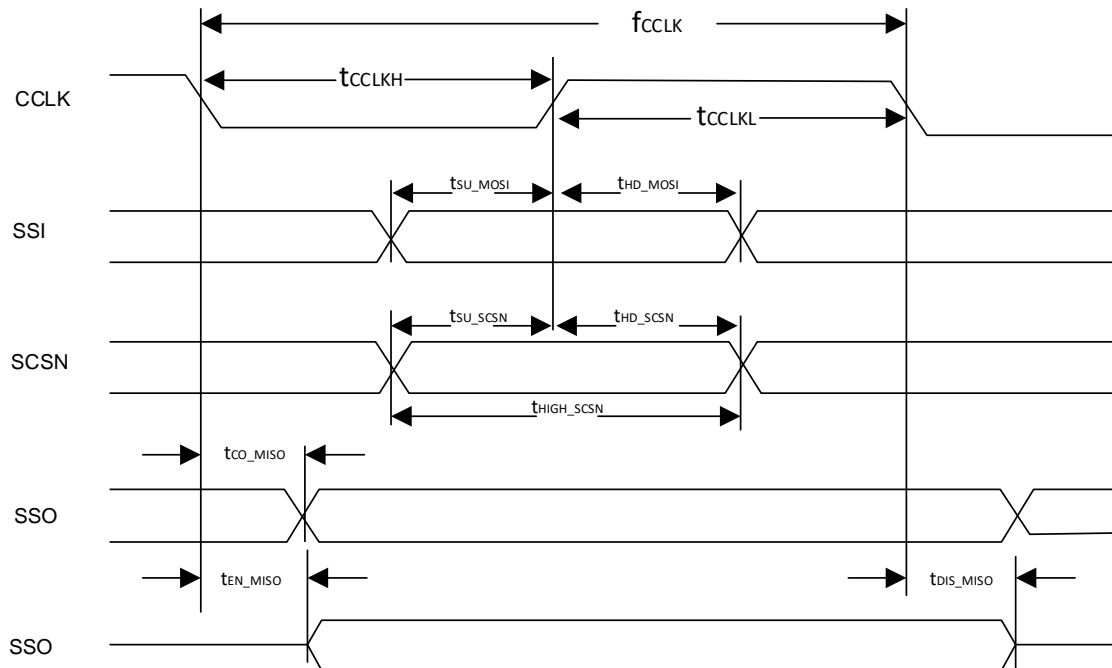 fCCLK
CCLK
tCCLKH
tCCLKL
tSU_MOSI
tHD_MOSI
SSI
tSU_SCSN
tHD_SCSN
SCSN
tHIGH_SCSN
tCO_MISO
SSO
tEN_MISO
tDIS_MISO
SSO